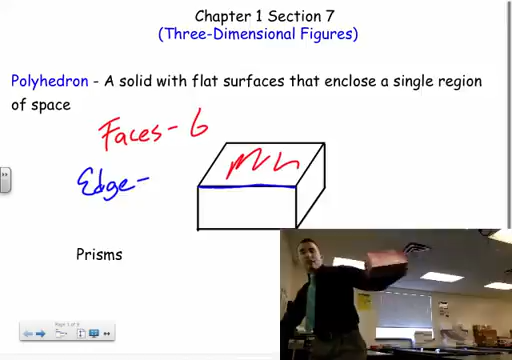 Chapter 1 Section 7
(Three-Dimensional Figures)
Polyhedron - A solid with flat surfaces that enclose a single region
of space
Faces- 6
Edge-
Prisms